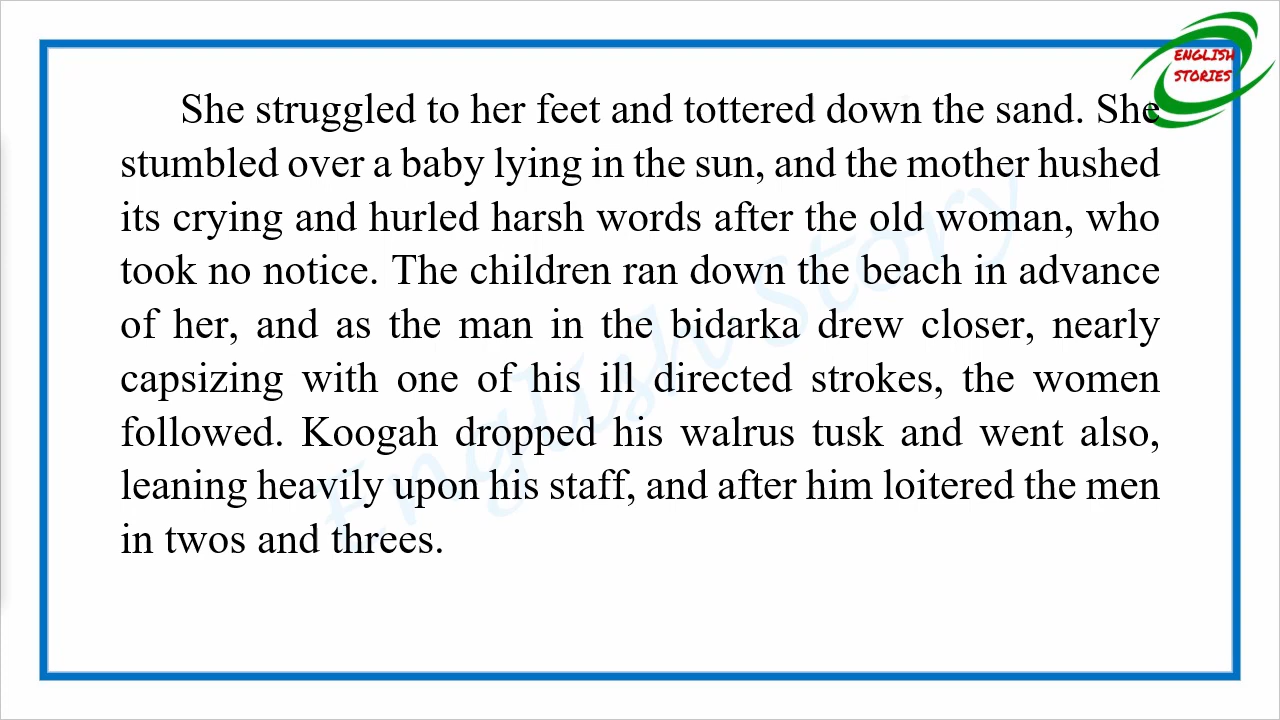 ENGLISH
STORIES
She struggled to her feet and tottered down the sand. She
stumbled over a baby lying in the sun, and the mother hushed
its crying and hurled harsh words after the old woman, who
took no notice. The children ran down the beach in advance
of her, and as the man in the bidarka drew closer, nearly
capsizing with one of his ill directed strokes, the women
followed. Koogah dropped his walrus tusk and went also,
leaning heavily upon his staff, and after him loitered the men
in twos and threes.
English Story